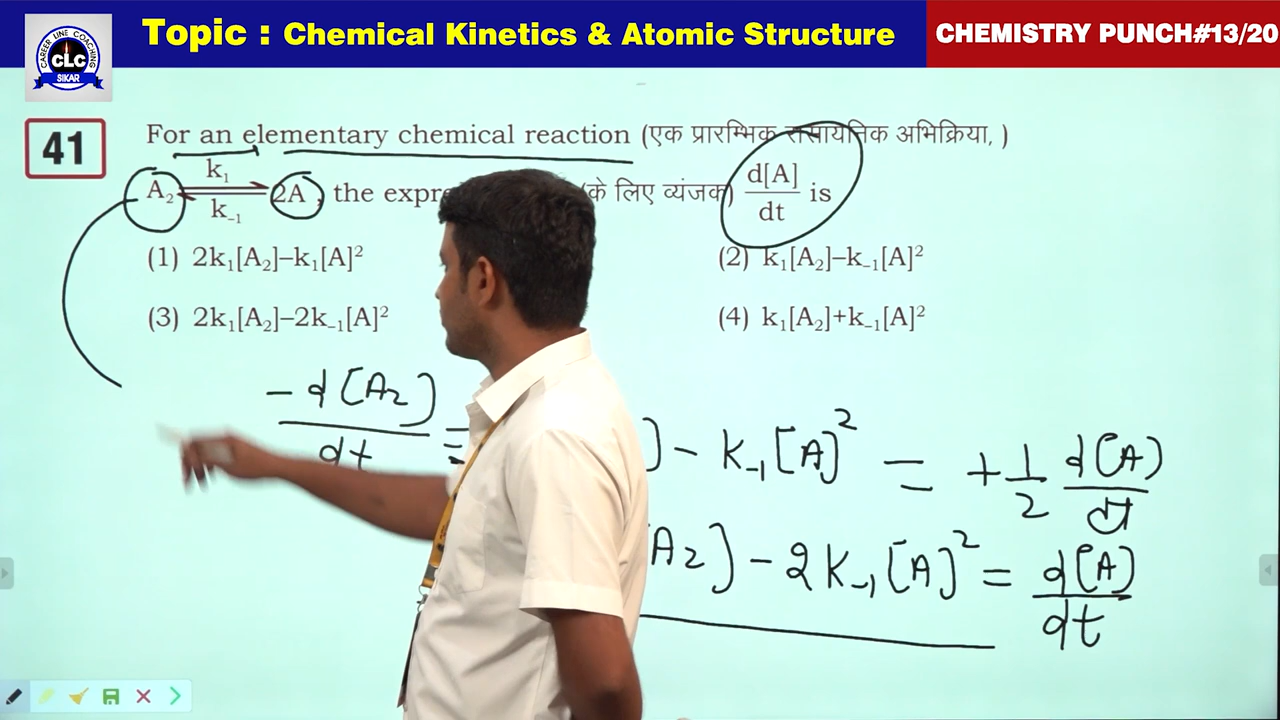 Topic : Chemical Kinetics & Atomic Structure
CHEMISTRY PUNCH#13/20
CAREER LINE COACHING
CLC
SIKAR
41
For an elementary chemical reaction (एक प्रारम्भिक रासायनिक अभिक्रिया, )
A₂ ⇌ 2A , the (के लिए व्यंजक) d[A]/dt is
k₁
k₋₁
(1) 2k₁[A₂]–k₁[A]²
(2) k₁[A₂]–k₋₁[A]²
(3) 2k₁[A₂]–2k₋₁[A]²
(4) k₁[A₂]+k₋₁[A]²
-d[A₂]/dt = ] - K₋₁[A]² = +1/2 d[A]/dt
A₂] - 2K₋₁[A]² = d[A]/dt